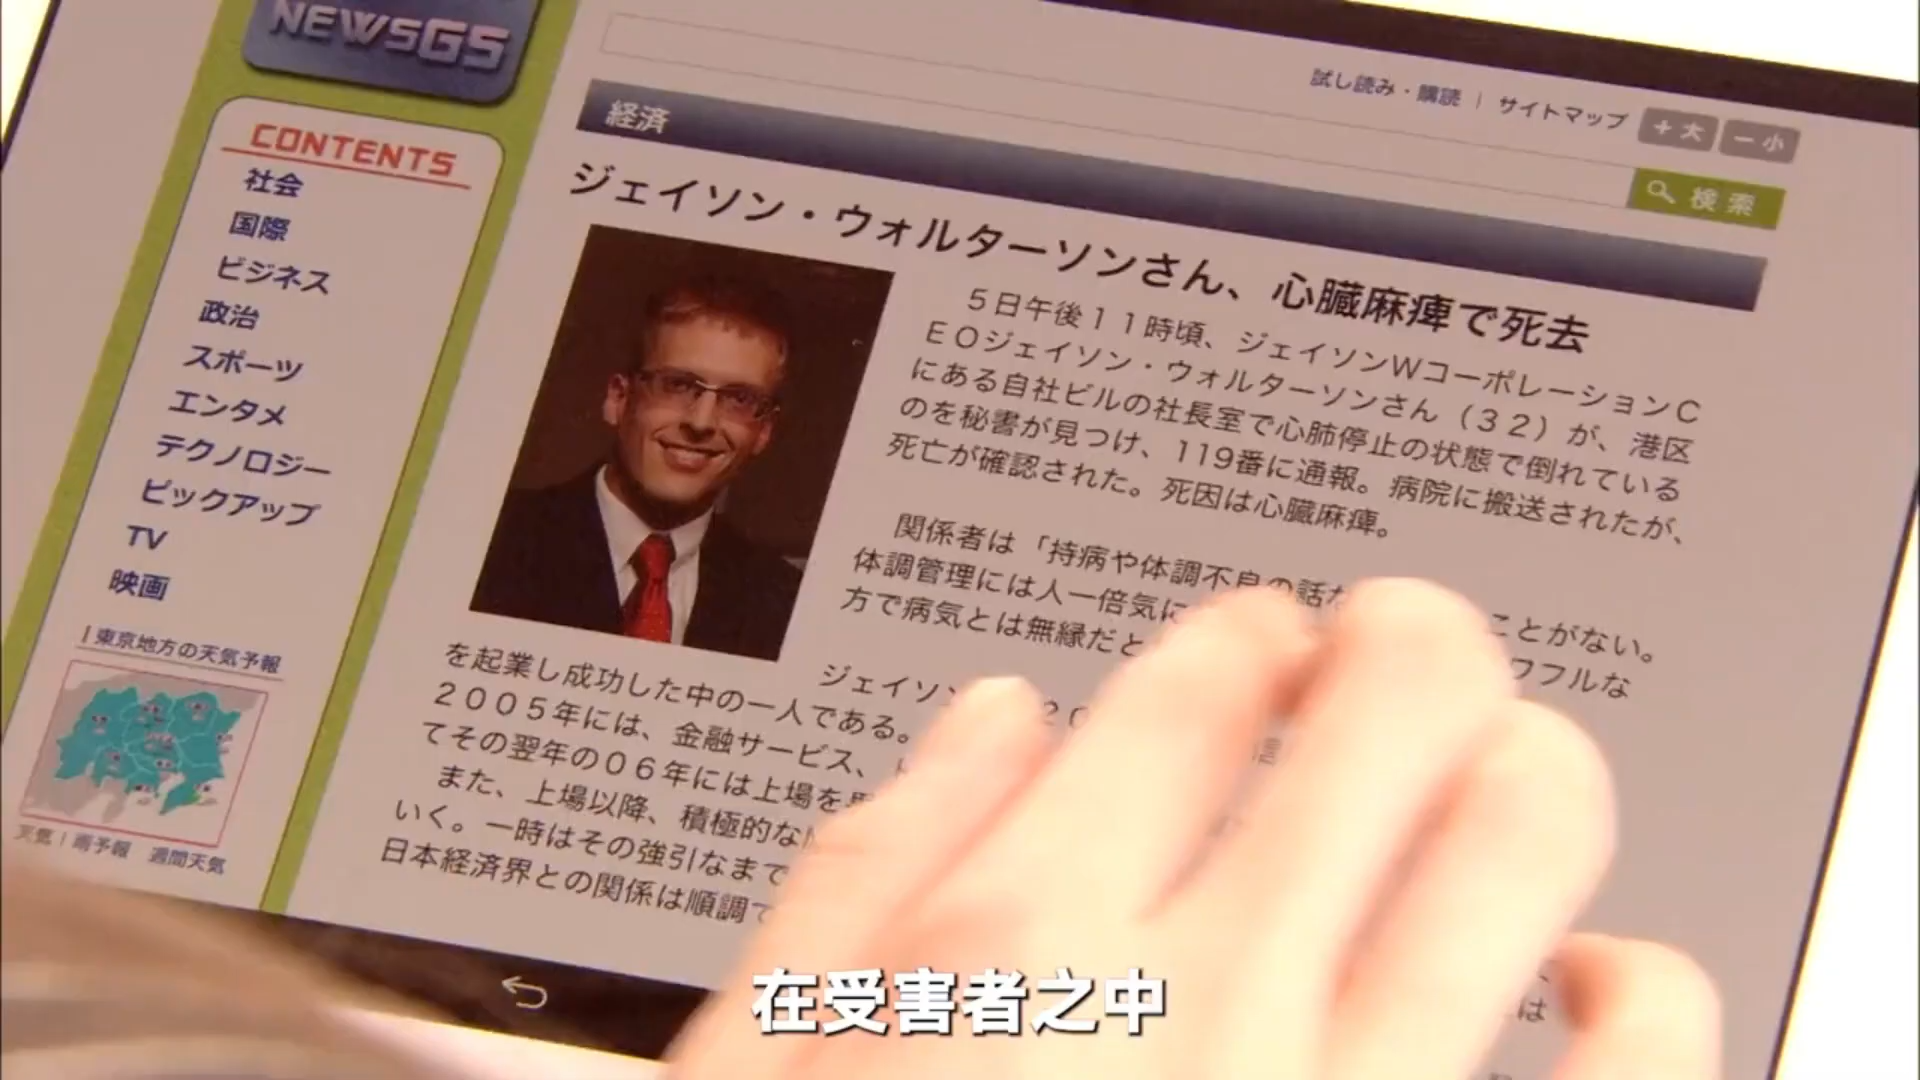 NEWSGS
試し読み・購読 | サイトマップ
+大 -小
検索
CONTENTS
社会
国際
ビジネス
政治
スポーツ
エンタメ
テクノロジー
ピックアップ
TV
映画
東京地方の天気予報
天気 | 雨予報 週間天気
経済
ジェイソン・ウォルターソンさん、心臓麻痺で死去
５日午後１１時頃、ジェイソンＷコーポレーションＣ
ＥＯジェイソン・ウォルターソンさん（３２）が、港区
にある自社ビルの社長室で心肺停止の状態で倒れている
のを秘書が見つけ、119番に通報。病院に搬送されたが、
死亡が確認された。死因は心臓麻痺。
関係者は「持病や体調不良の話な ことがない。
体調管理には人一倍気に ワフルな
方で病気とは無縁だと
ジェイソン ２０
を起業し成功した中の一人である。 信
２００５年には、金融サービス、
てその翌年の０６年には上場を
また、上場以降、積極的な
いく。一時はその強引なまで
日本経済界との関係は順調で
は
在受害者之中